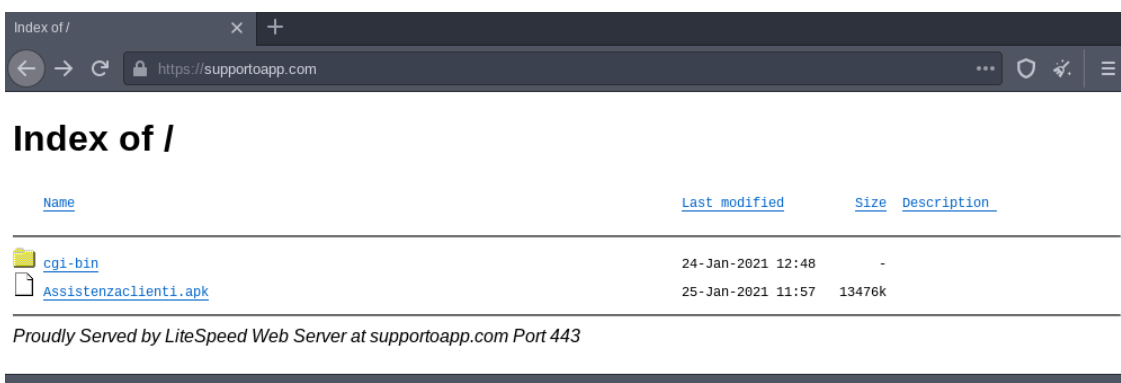 Index of /
https://supportoapp.com
Index of /
Name Last modified Size Description
cgi-bin 24-Jan-2021 12:48 -
Assistenzaclienti.apk 25-Jan-2021 11:57 13476k
Proudly Served by LiteSpeed Web Server at supportoapp.com Port 443